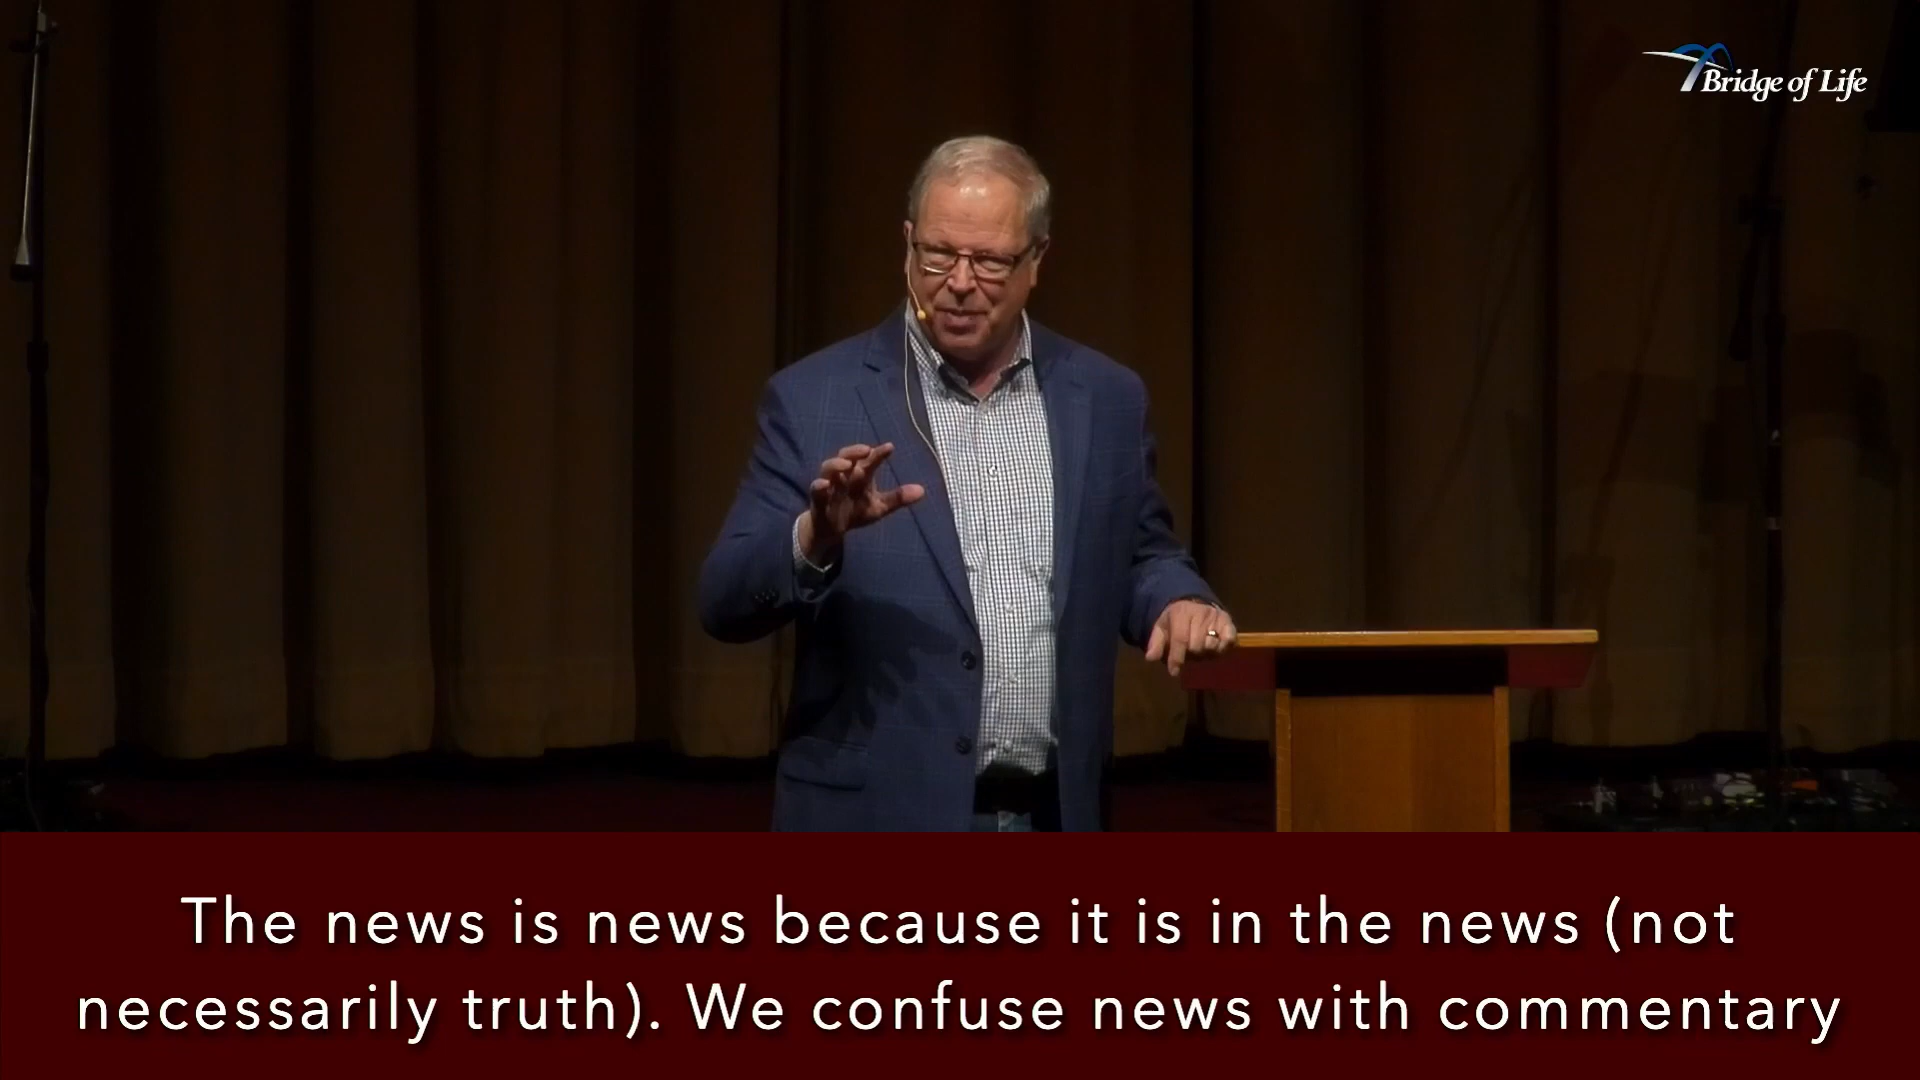 Bridge of Life
The news is news because it is in the news (not
necessarily truth). We confuse news with commentary